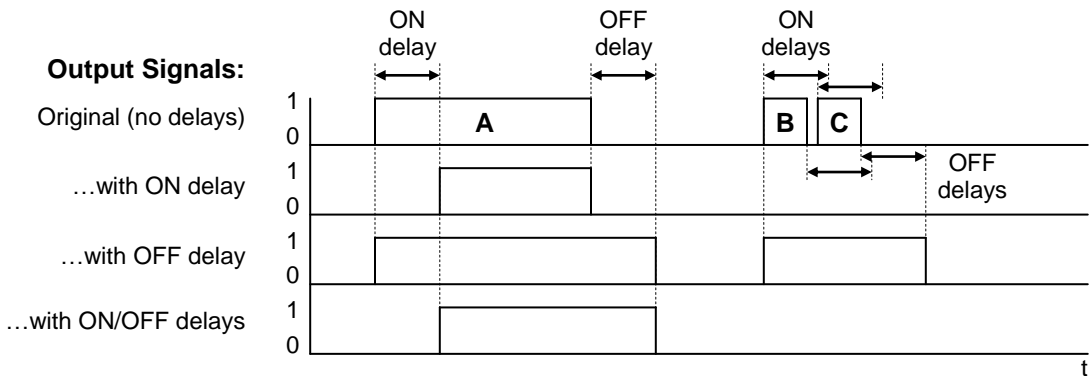 ON
delay
OFF
delay
ON
delays
Output Signals:
Original (no delays)
1
0
A
B
C
OFF
delays
…with ON delay
1
0
…with OFF delay
1
0
…with ON/OFF delays
1
0
t